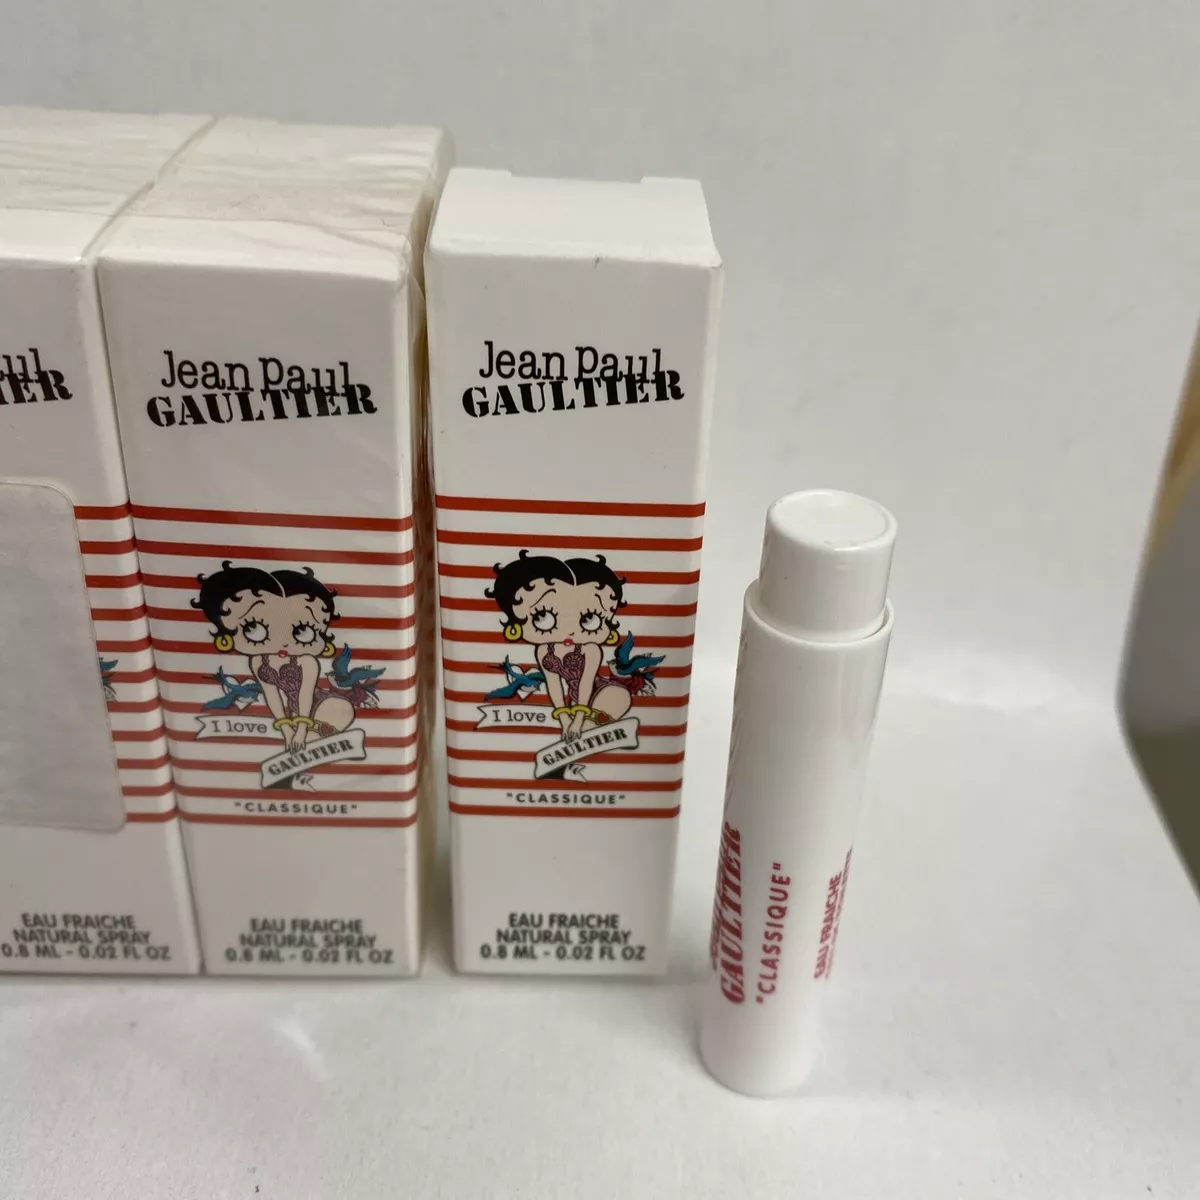 Jean Paul
GAULTIER
I love
GAULTIER
"CLASSIQUE"
EAU FRAICHE
NATURAL SPRAY
0.8 ML - 0.02 FL OZ
Jean Paul
GAULTIER
I love
GAULTIER
"CLASSIQUE"
EAU FRAICHE
NATURAL SPRAY
0.8 ML - 0.02 FL OZ
EAU FRAICHE
NATURAL SPRAY
0.8 ML - 0.02 FL OZ
GAULTIER
"CLASSIQUE"
EAU FRAICHE